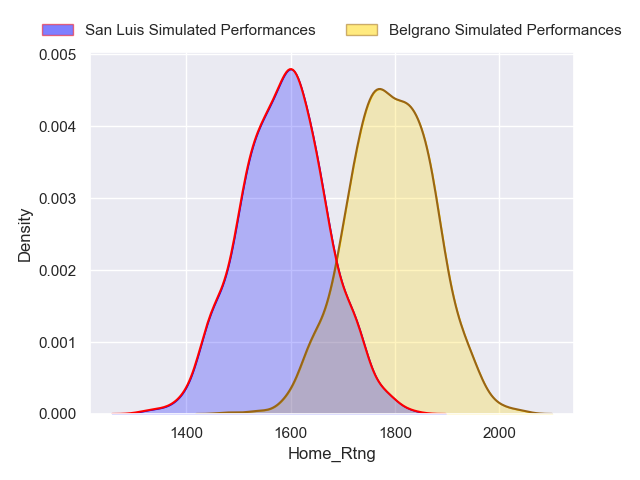 San Luis Simulated Performances Belgrano Simulated Performances
0.005
0.004
0.003
0.002
0.001
0.000
Density
1400 1600 1800 2000
Home_Rtng